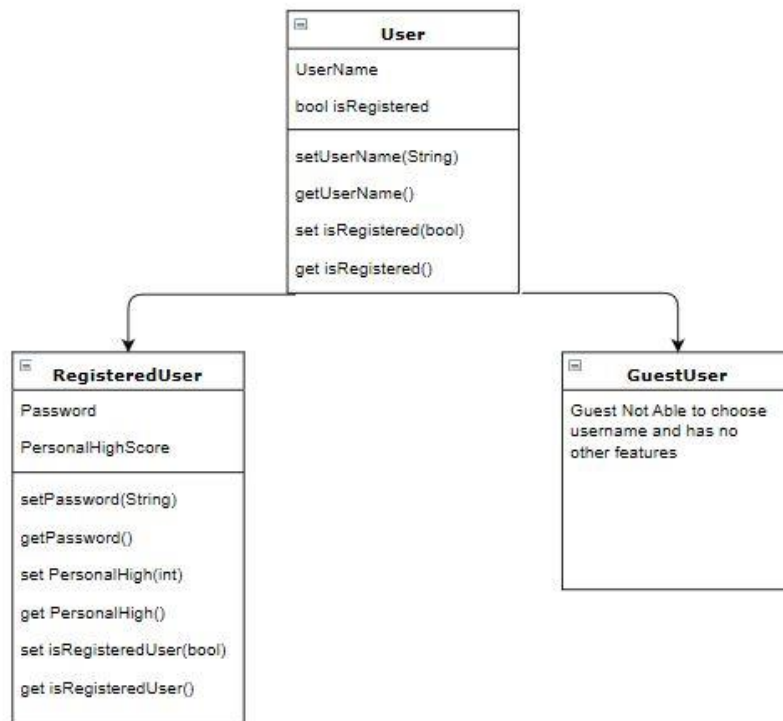 User
UserName
bool isRegistered
setUserName(String)
getUserName()
set isRegistered(bool)
get isRegistered()
RegisteredUser
Password
PersonalHighScore
setPassword(String)
getPassword()
set PersonalHigh(int)
get PersonalHigh()
set isRegisteredUser(bool)
get isRegisteredUser()
GuestUser
Guest Not Able to choose
username and has no
other features